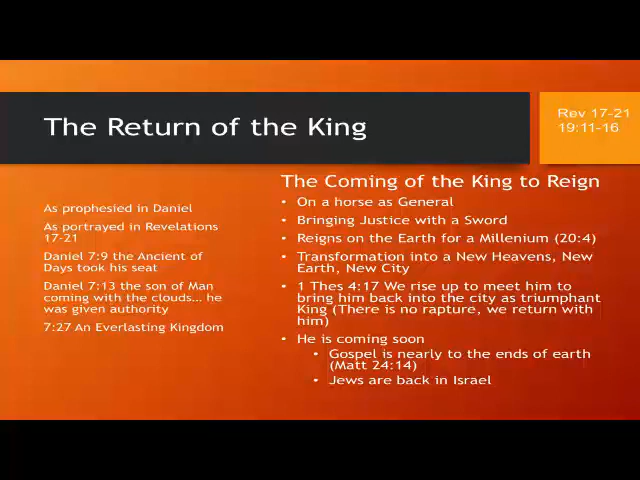 The Return of the King
Rev 17-21
19:11-16
As prophesied in Daniel
As portrayed in Revelations
17-21
Daniel 7:9 the Ancient of
Days took his seat
Daniel 7:13 the son of Man
coming with the clouds... he
was given authority
7:27 An Everlasting Kingdom
The Coming of the King to Reign
• On a horse as General
• Bringing Justice with a Sword
• Reigns on the Earth for a Millenium (20:4)
• Transformation into a New Heavens, New
Earth, New City
• 1 Thes 4:17 We rise up to meet him to
bring him back into the city as triumphant
King (There is no rapture, we return with
him)
• He is coming soon
• Gospel is nearly to the ends of earth
(Matt 24:14)
• Jews are back in Israel